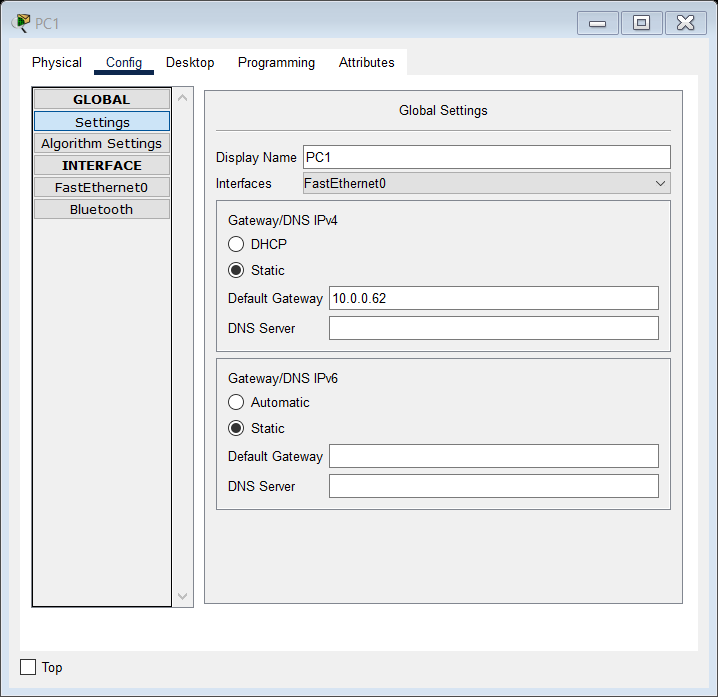 PC1
Physical Config Desktop Programming Attributes
GLOBAL
Settings
Algorithm Settings
INTERFACE
FastEthernet0
Bluetooth
Global Settings
Display Name PC1
Interfaces FastEthernet0
Gateway/DNS IPv4
DHCP
Static
Default Gateway 10.0.0.62
DNS Server
Gateway/DNS IPv6
Automatic
Static
Default Gateway
DNS Server
Top